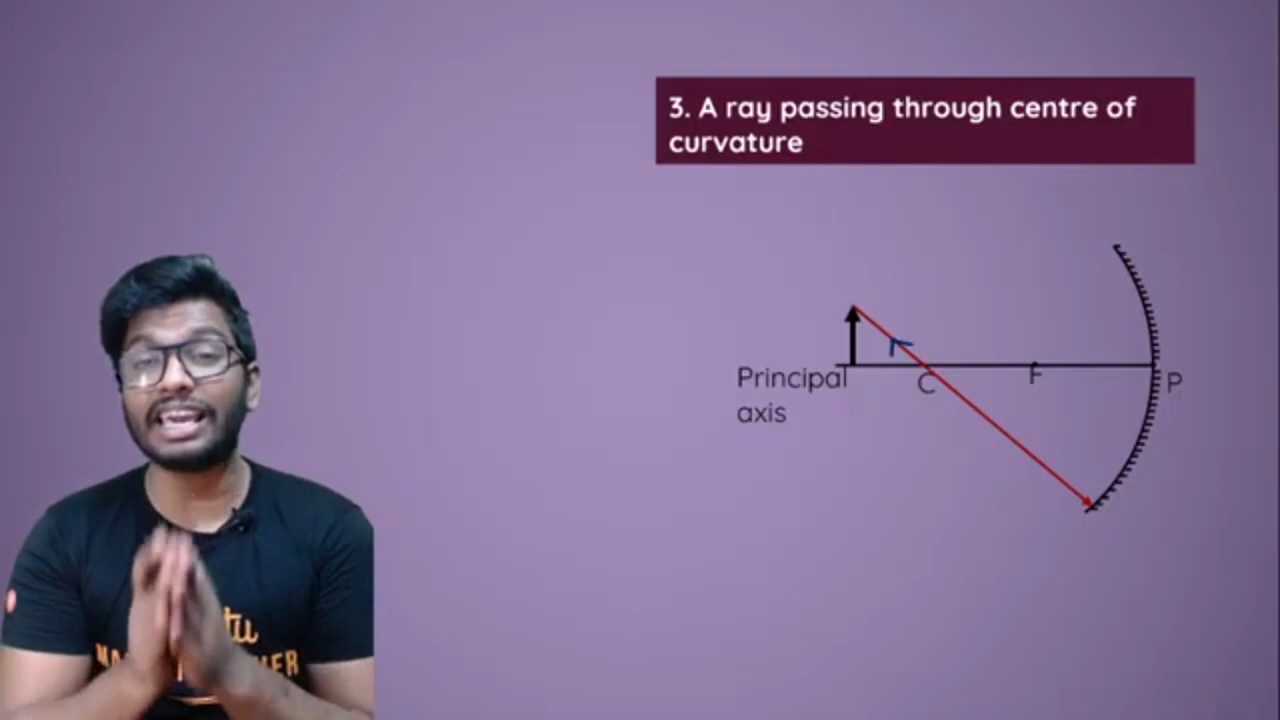 3. A ray passing through centre of
curvature
Principal
axis
C
F
P